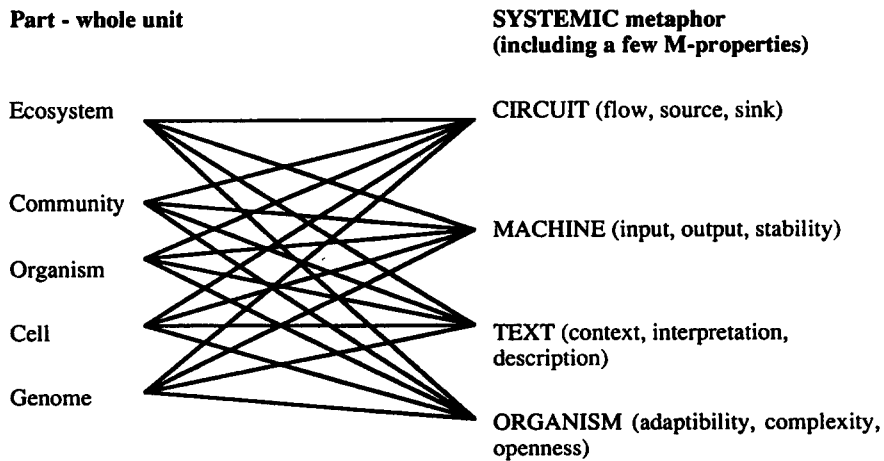 Part - whole unit
SYSTEMIC metaphor
(including a few M-properties)
Ecosystem
CIRCUIT (flow, source, sink)
Community
MACHINE (input, output, stability)
Organism
Cell
TEXT (context, interpretation,
description)
Genome
ORGANISM (adaptibility, complexity,
openness)